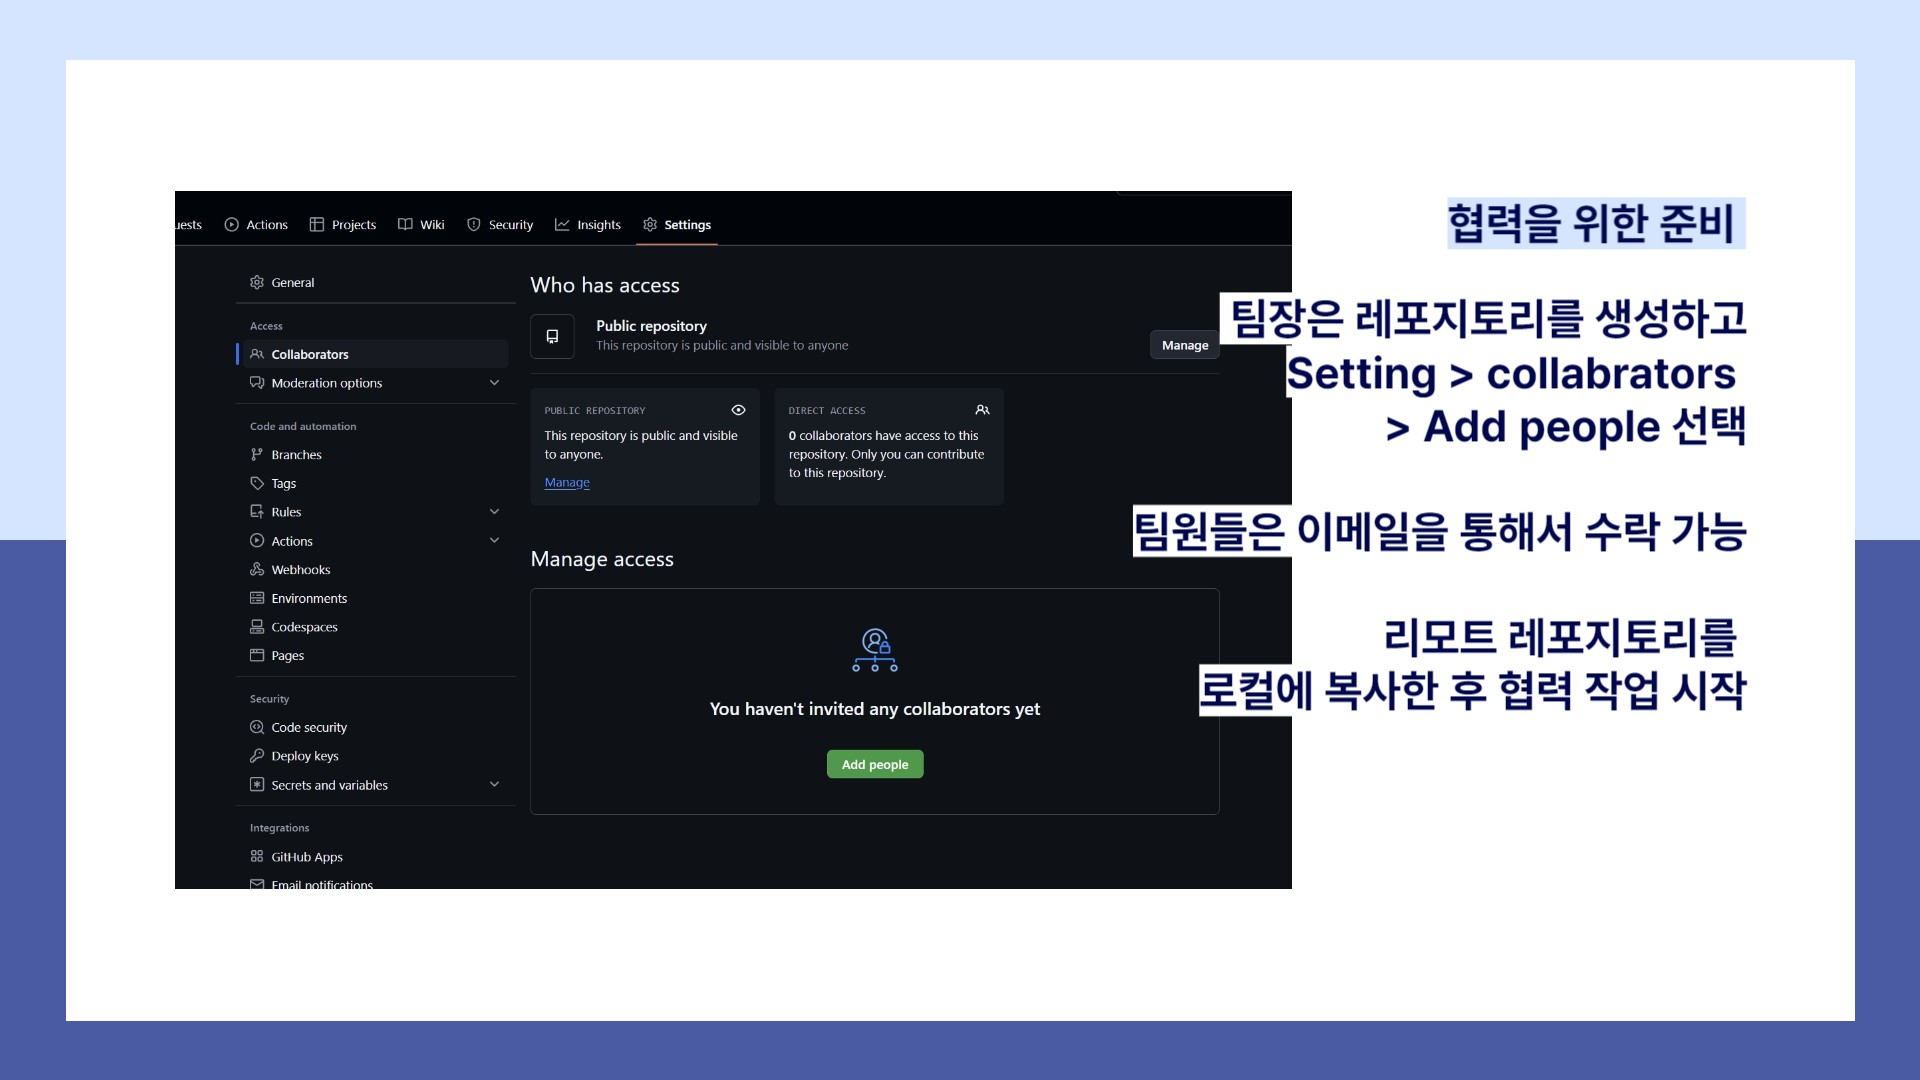 uests Actions Projects Wiki Security Insights Settings
General
Access
Collaborators
Moderation options
Code and automation
Branches
Tags
Rules
Actions
Webhooks
Environments
Codespaces
Pages
Security
Code security
Deploy keys
Secrets and variables
Integrations
GitHub Apps
Email notifications
Who has access
Public repository
This repository is public and visible to anyone
Manage
PUBLIC REPOSITORY
This repository is public and visible
to anyone.
Manage
DIRECT ACCESS
0 collaborators have access to this
repository. Only you can contribute
to this repository.
Manage access
You haven't invited any collaborators yet
Add people
협력을 위한 준비
팀장은 레포지토리를 생성하고
Setting > collabrators
> Add people 선택
팀원들은 이메일을 통해서 수락 가능
리모트 레포지토리를
로컬에 복사한 후 협력 작업 시작